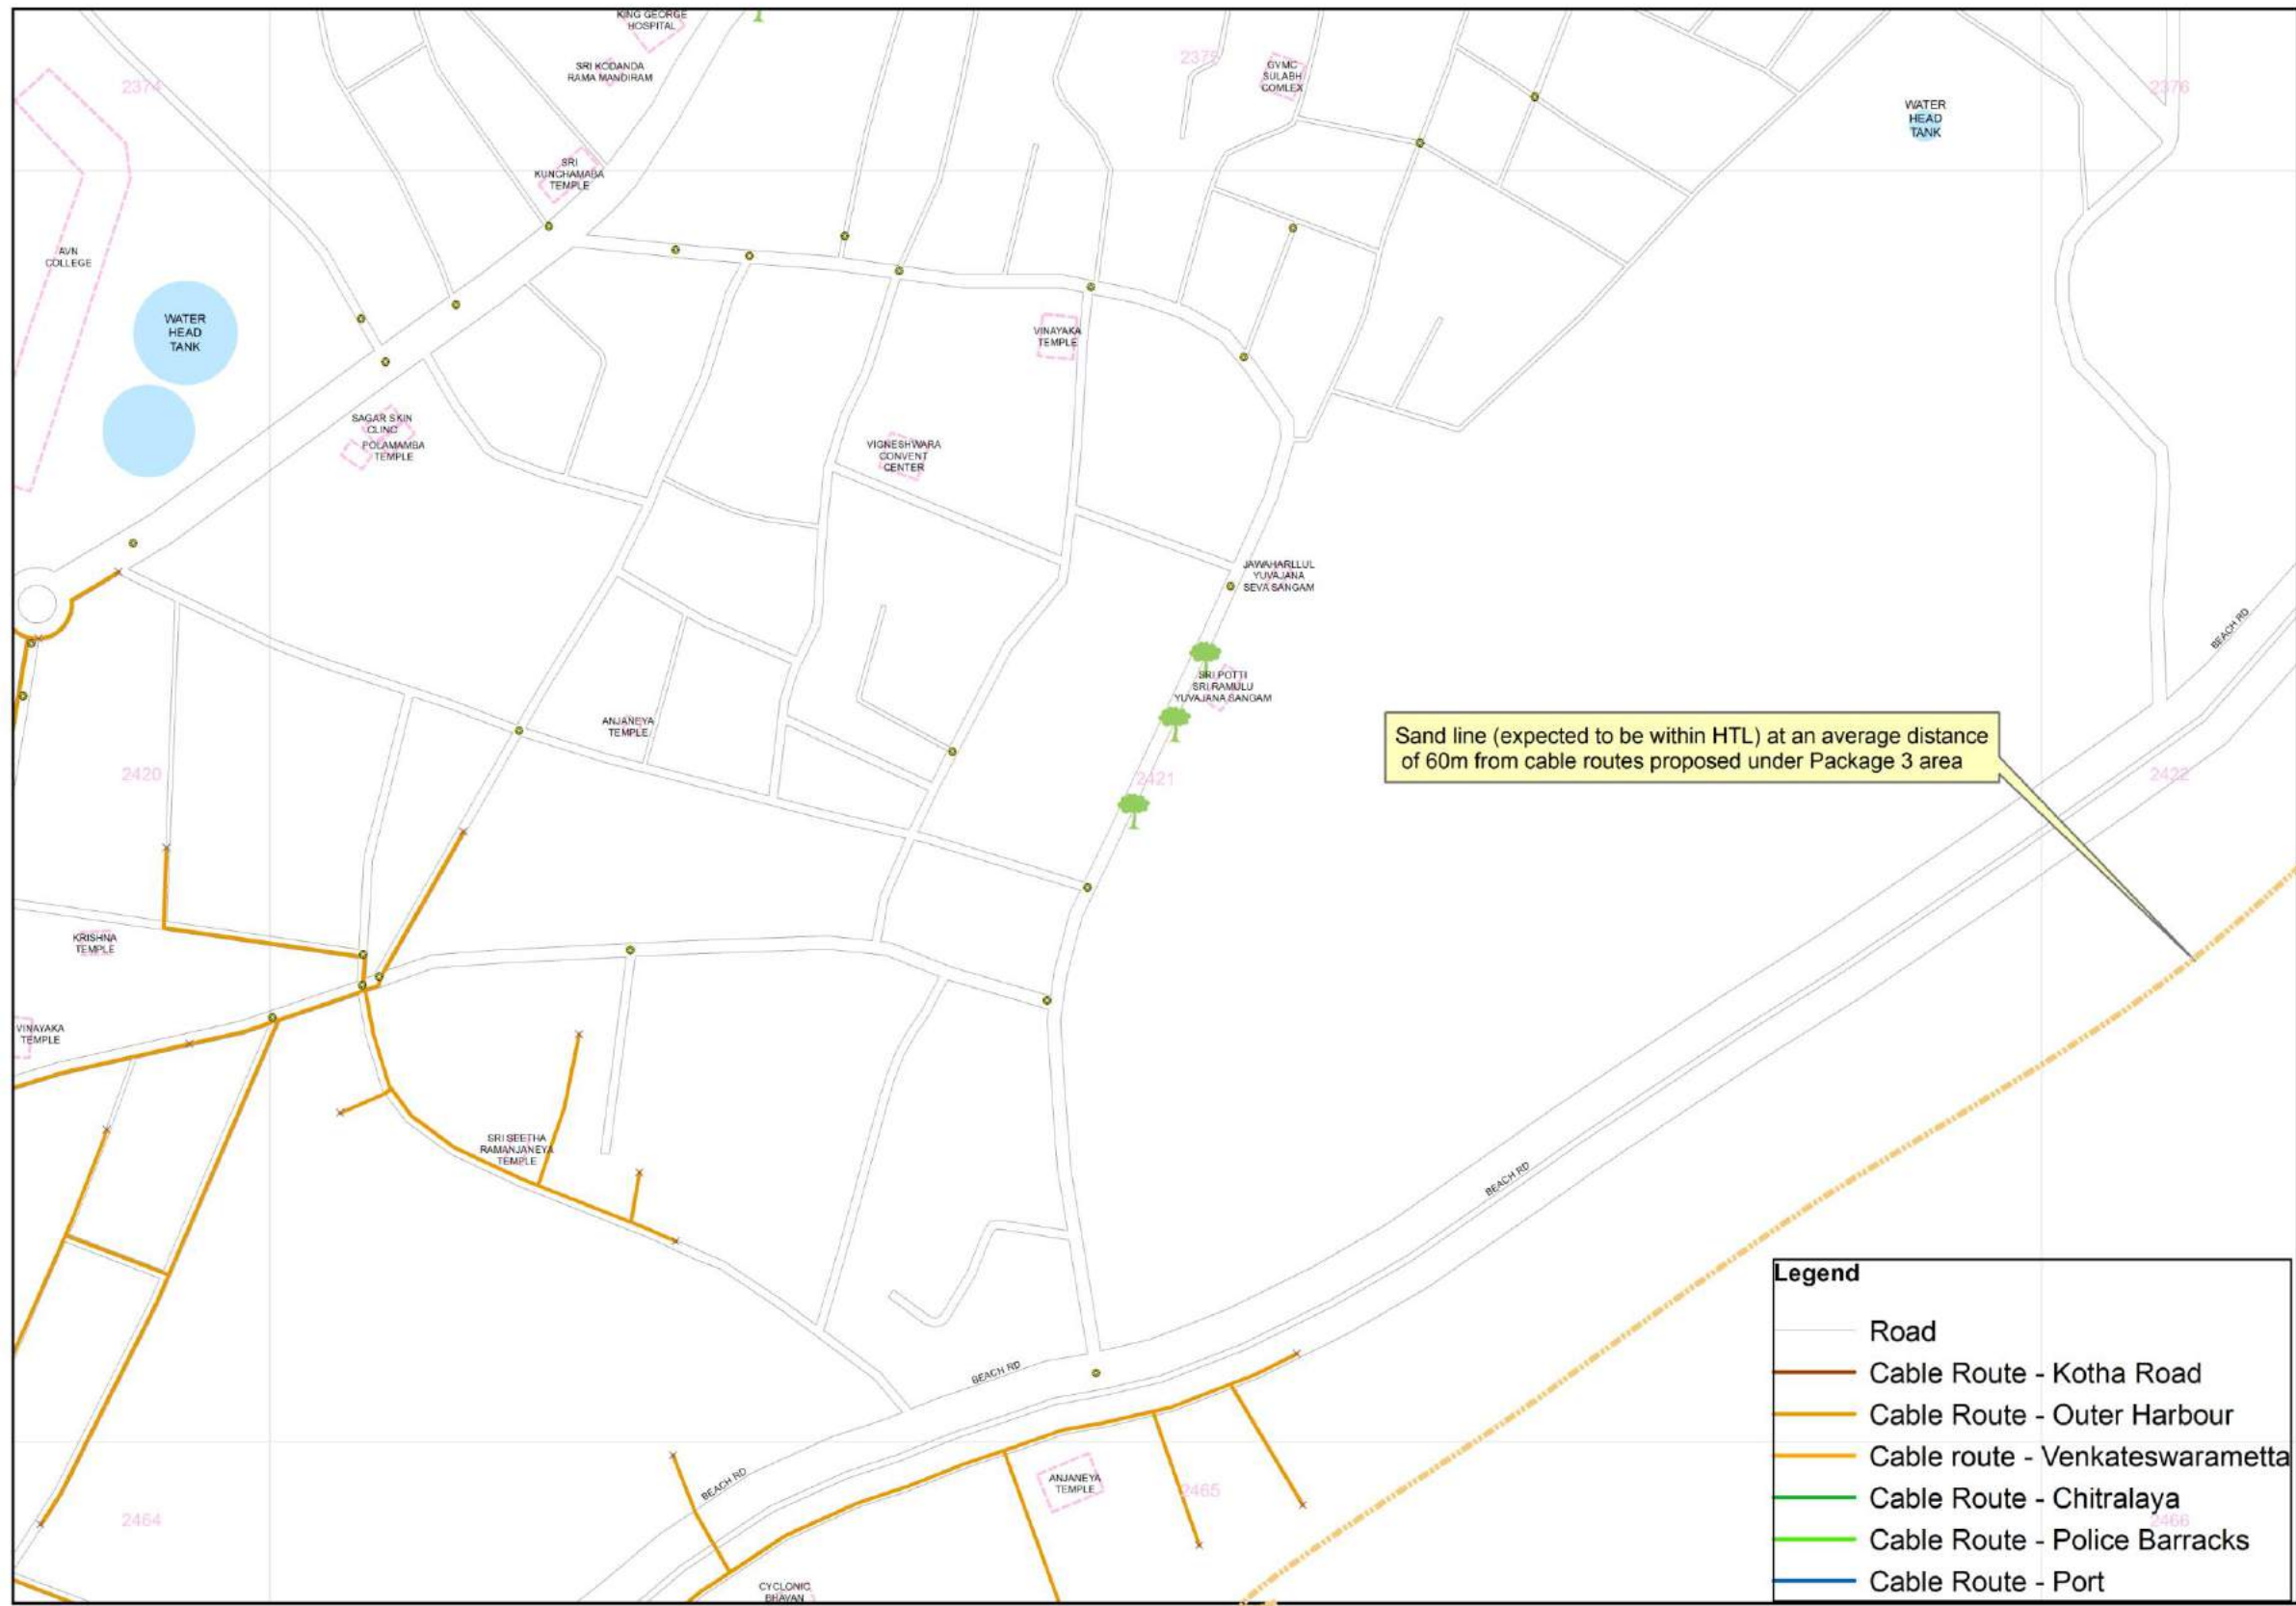 KING GEORGE
HOSPITAL
SRI KODANDA
RAMA MANDIRAM
2374
2375
GVMC
SULABH
COMLEX
2376
WATER
HEAD
TANK
SRI
KUNCHAMABA
TEMPLE
AVN
COLLEGE
WATER
HEAD
TANK
VINAYAKA
TEMPLE
SAGAR SKIN
CLINC
POLAMAMBA
TEMPLE
VIGNESHWARA
CONVENT
CENTER
JAWAHARLLUL
YUVAJANA
SEVA SANGAM
BEACH RD
SRI POTTI
SRI RAMULU
YUVAJANA SANGAM
ANJANEYA
TEMPLE
Sand line (expected to be within HTL) at an average distance
of 60m from cable routes proposed under Package 3 area
2420
2421
2422
KRISHNA
TEMPLE
VINAYAKA
TEMPLE
SRI SEETHA
RAMANJANEYA
TEMPLE
BEACH RD
BEACH RD
BEACH RD
ANJANEYA
TEMPLE
2464
2465
2466
CYCLONIC
BHAVAN
Legend
Road
Cable Route - Kotha Road
Cable Route - Outer Harbour
Cable route - Venkateswarametta
Cable Route - Chitralaya
Cable Route - Police Barracks
Cable Route - Port